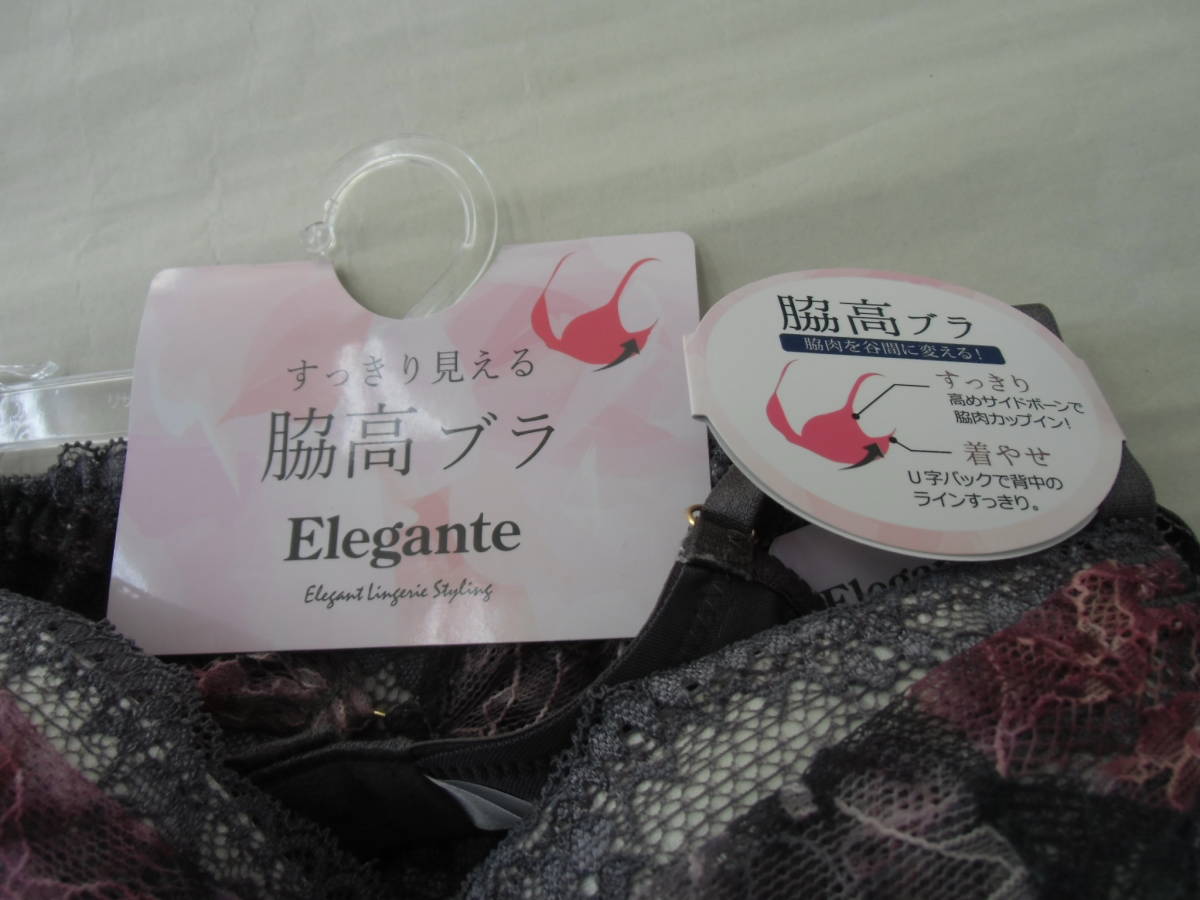 すっきり見える
脇高ブラ
Elegante
Elegant Lingerie Styling
脇高ブラ
脇肉を谷間に変える!
すっきり
高めサイドボーンで
脇肉カップイン!
着やせ
U字バックで背中の
ラインすっきり。